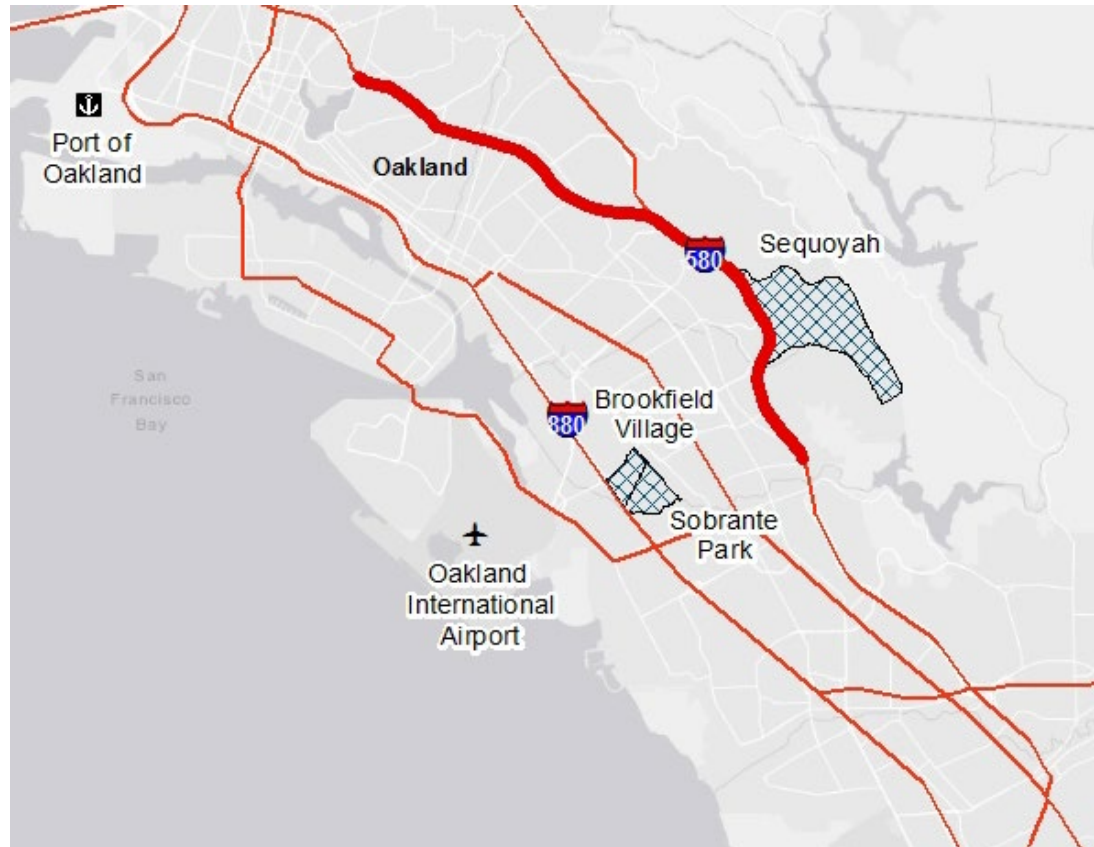 Port of
Oakland
Oakland
Sequoyah
580
San
Francisco
Bay
Brookfield
Village
880
Sobrante
Park
Oakland
International
Airport